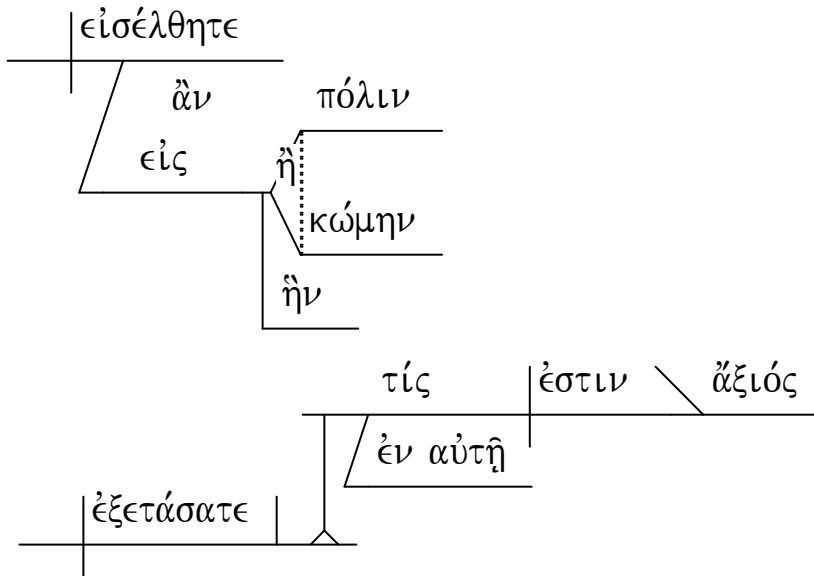 εἰσέλθητε
ἂν πόλιν
εἰς ἢ
κώμην
ἣν
τίς ἐστιν ἄξιός
ἐν αὐτῇ
ἐξετάσατε